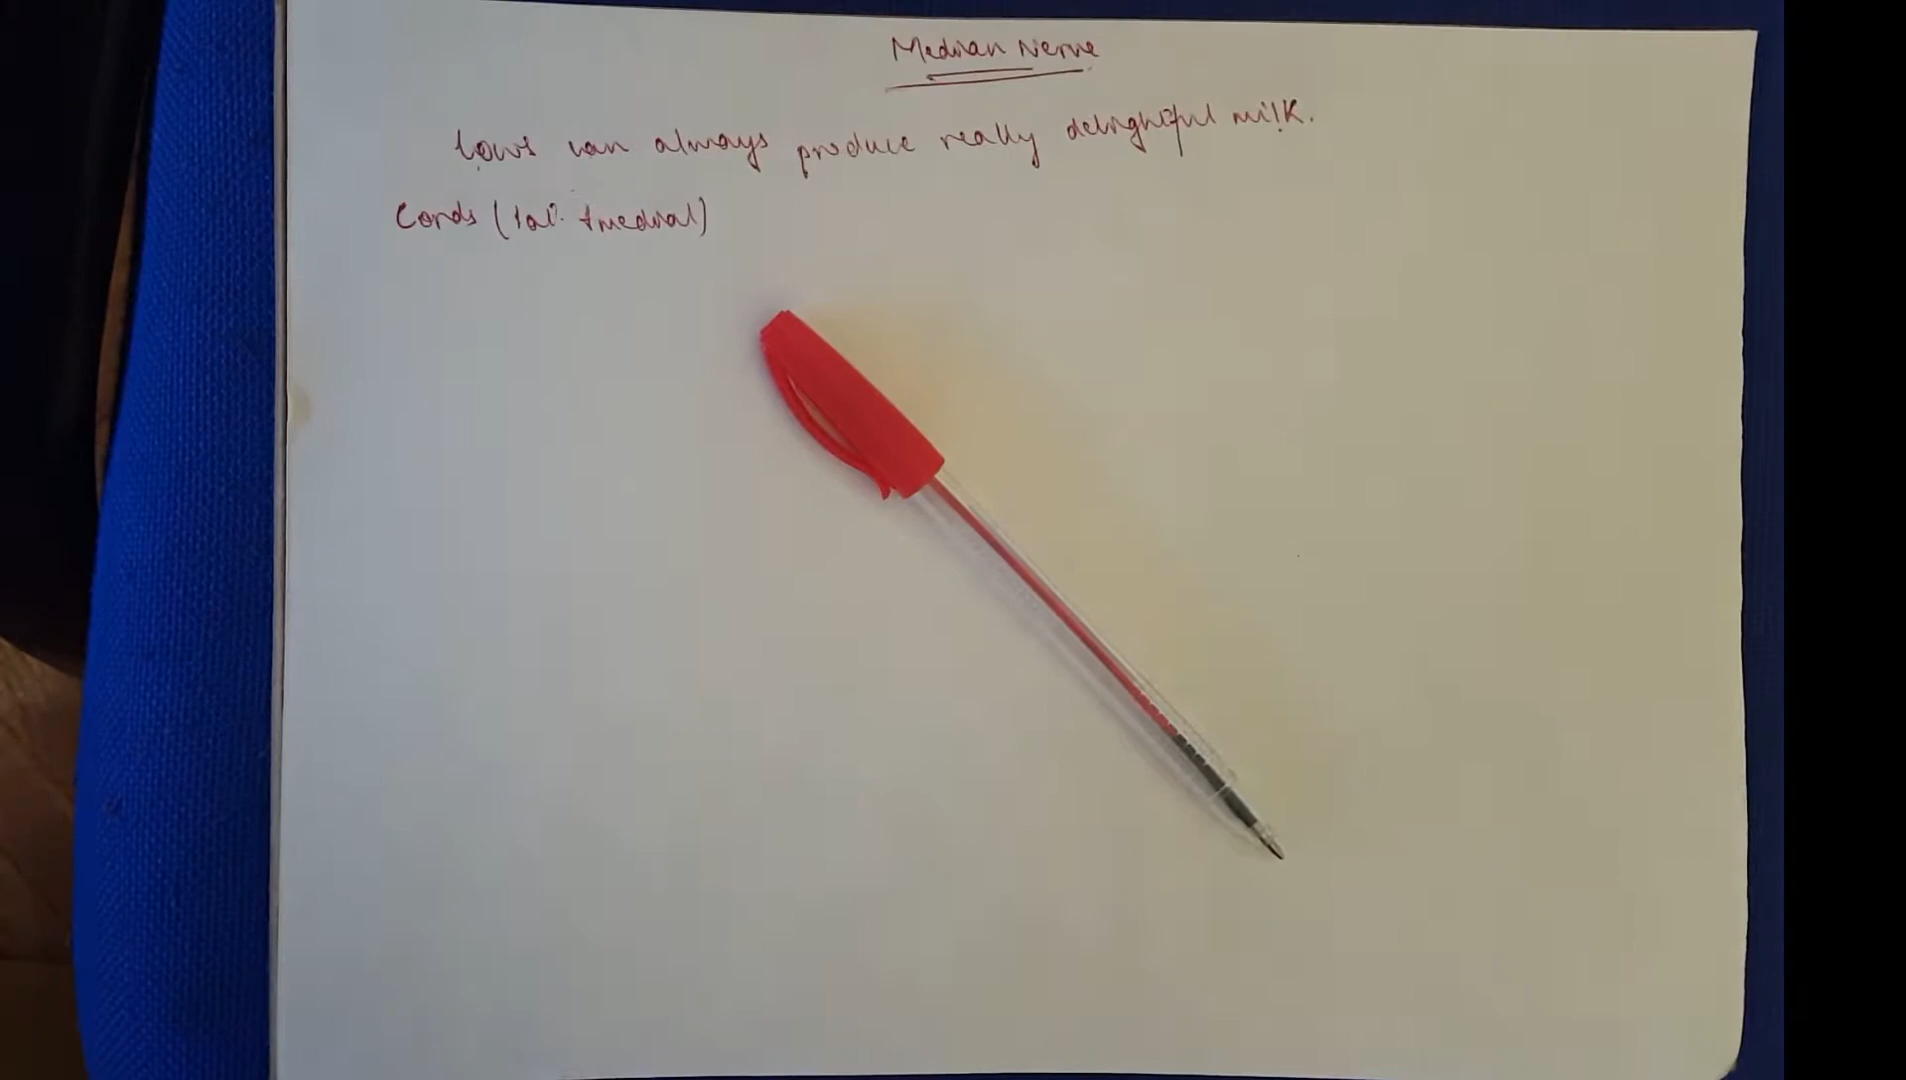 Median Nerve
Cows can always produce really delightful milk.
Cords (lat. + medial)